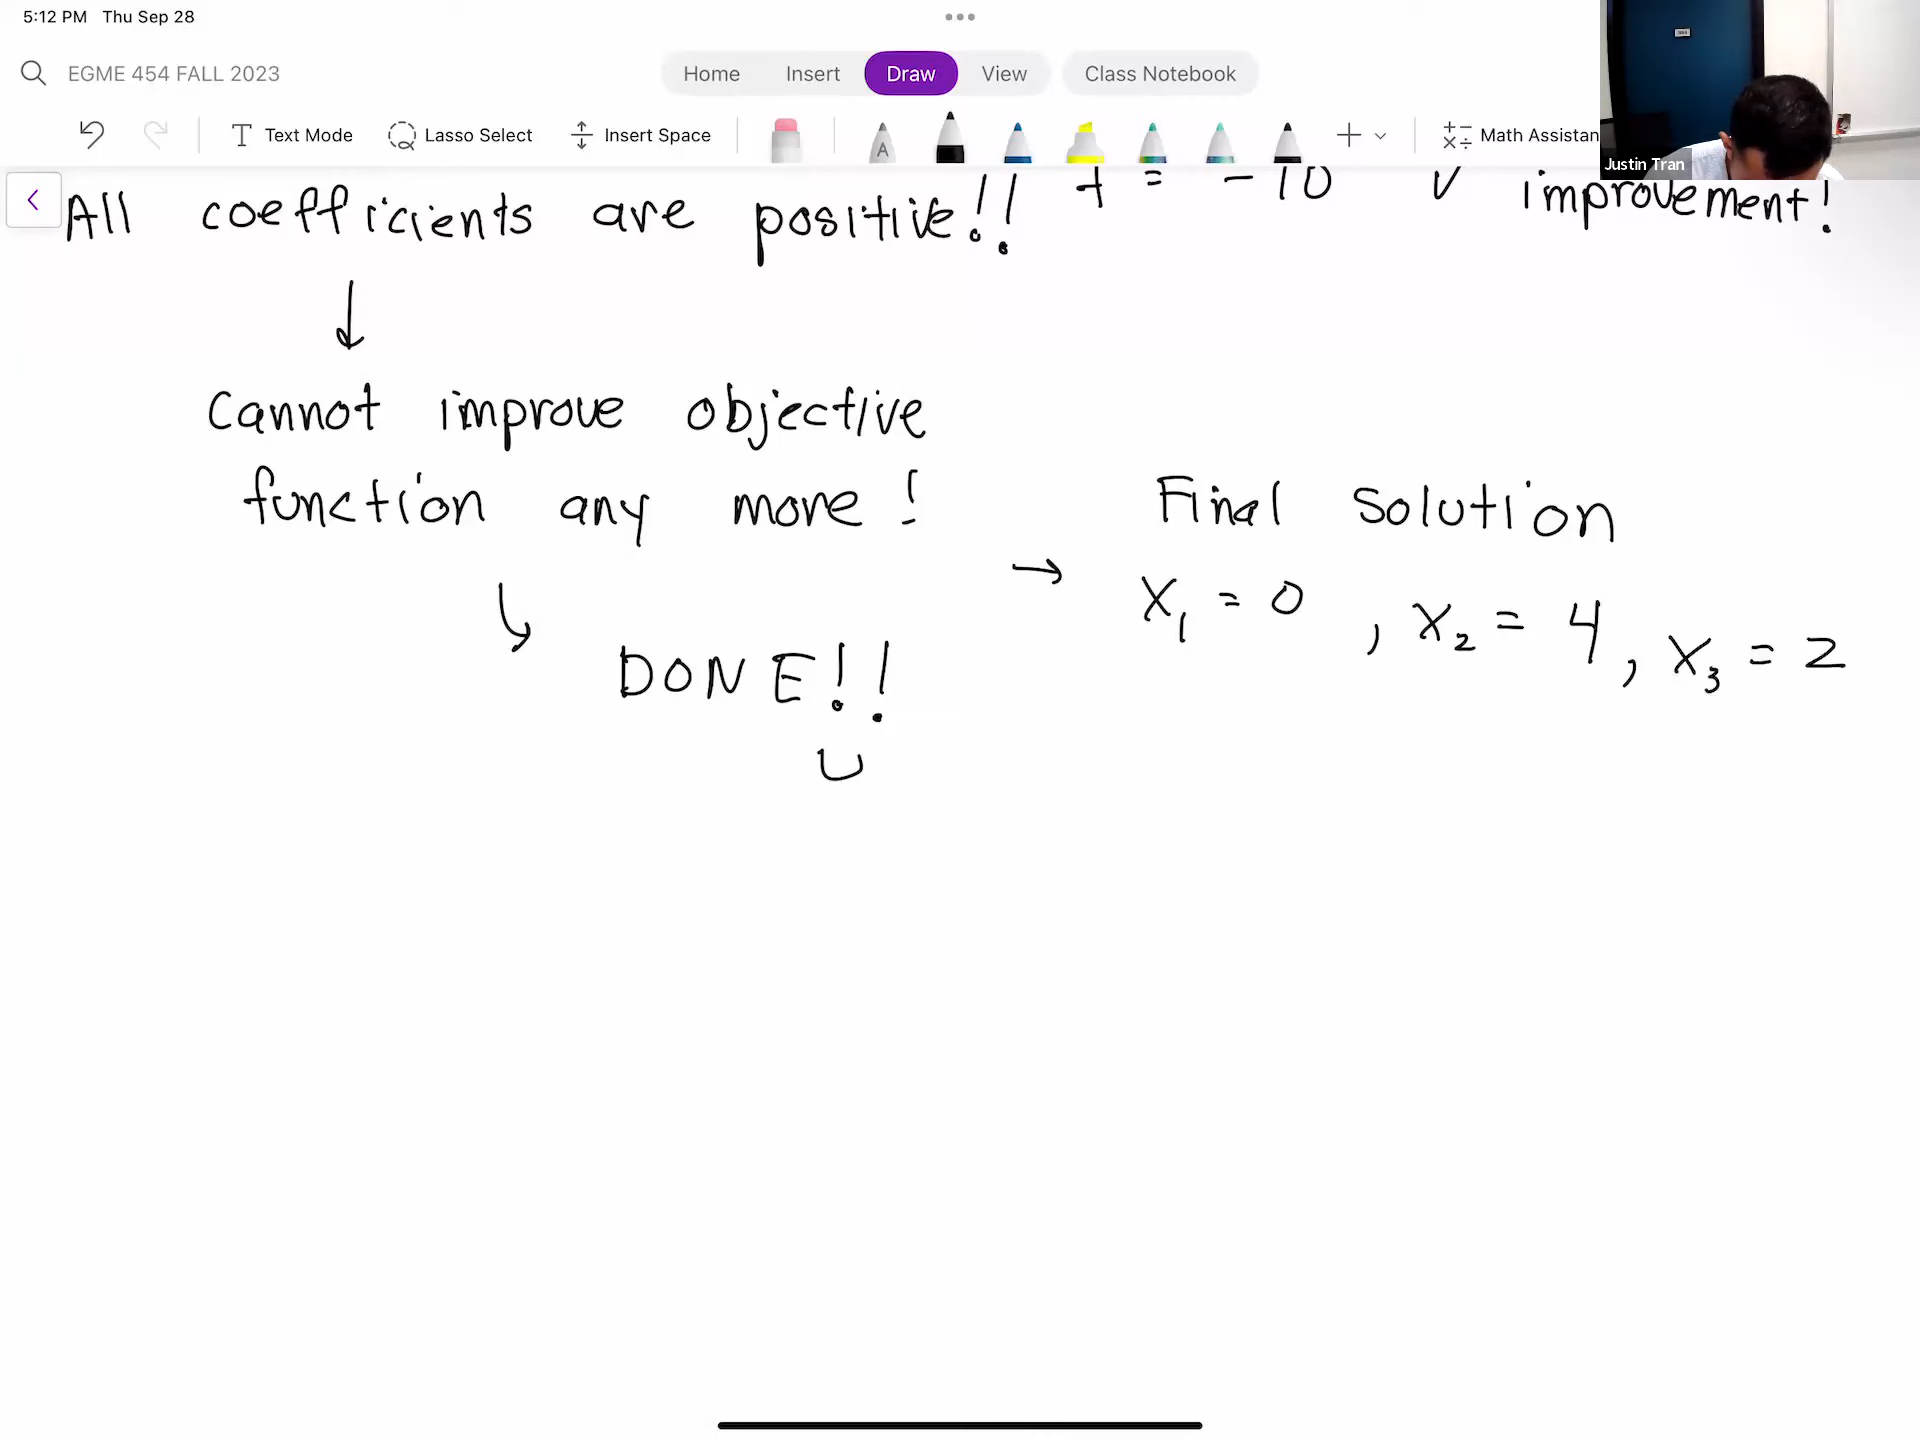 5:12 PM Thu Sep 28
EGME 454 FALL 2023
Home Insert Draw View Class Notebook
Text Mode Lasso Select Insert Space A Math Assistan
Justin Tran
All coefficients are positive!! f = -10 improvement!
Cannot improve objective
function any more!
DONE!!
→ Final Solution
x₁ = 0, x₂ = 4, x₃ = 2